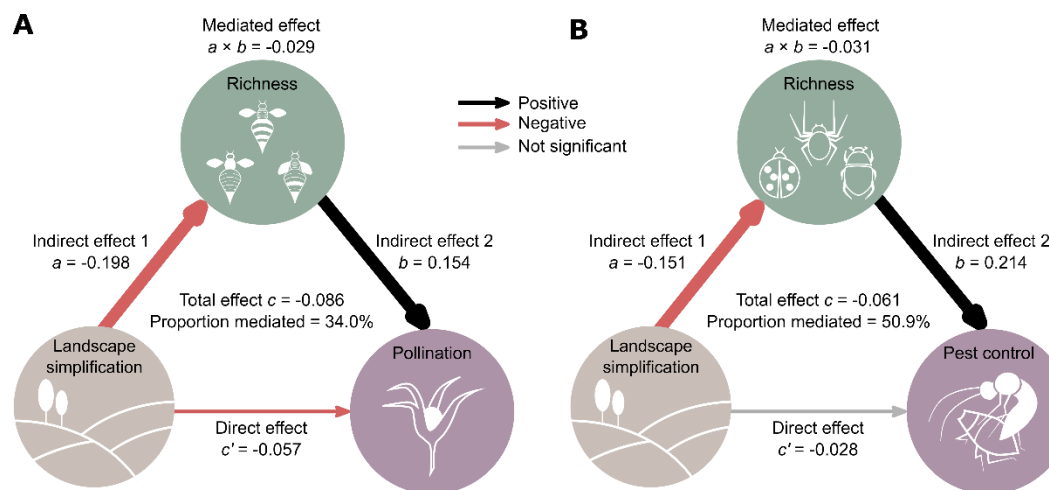 A
Mediated effect
a × b = -0.029
Richness
Indirect effect 1
a = -0.198
Indirect effect 2
b = 0.154
Total effect c = -0.086
Proportion mediated = 34.0%
Landscape
simplification
Pollination
Direct effect
c' = -0.057
Positive
Negative
Not significant
B
Mediated effect
a × b = -0.031
Richness
Indirect effect 1
a = -0.151
Indirect effect 2
b = 0.214
Total effect c = -0.061
Proportion mediated = 50.9%
Landscape
simplification
Pest control
Direct effect
c' = -0.028